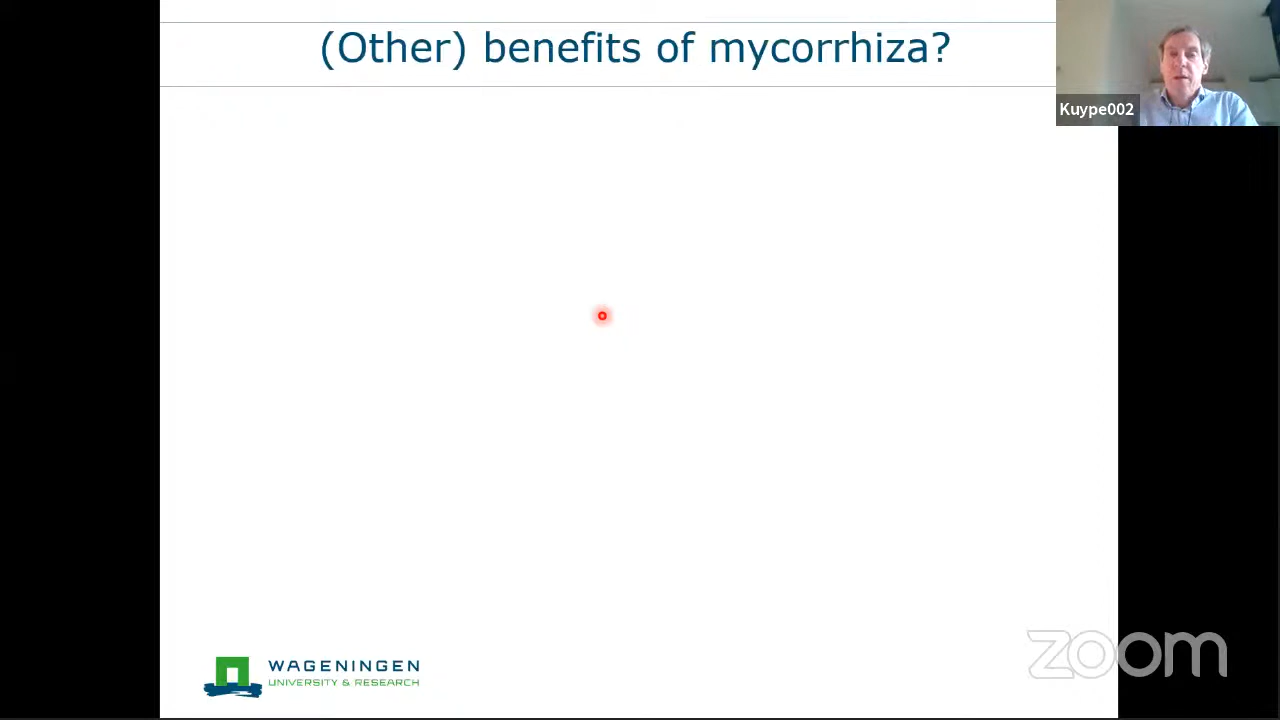 (Other) benefits of mycorrhiza?
Kuype002
WAGENINGEN
UNIVERSITY & RESEARCH
zoom